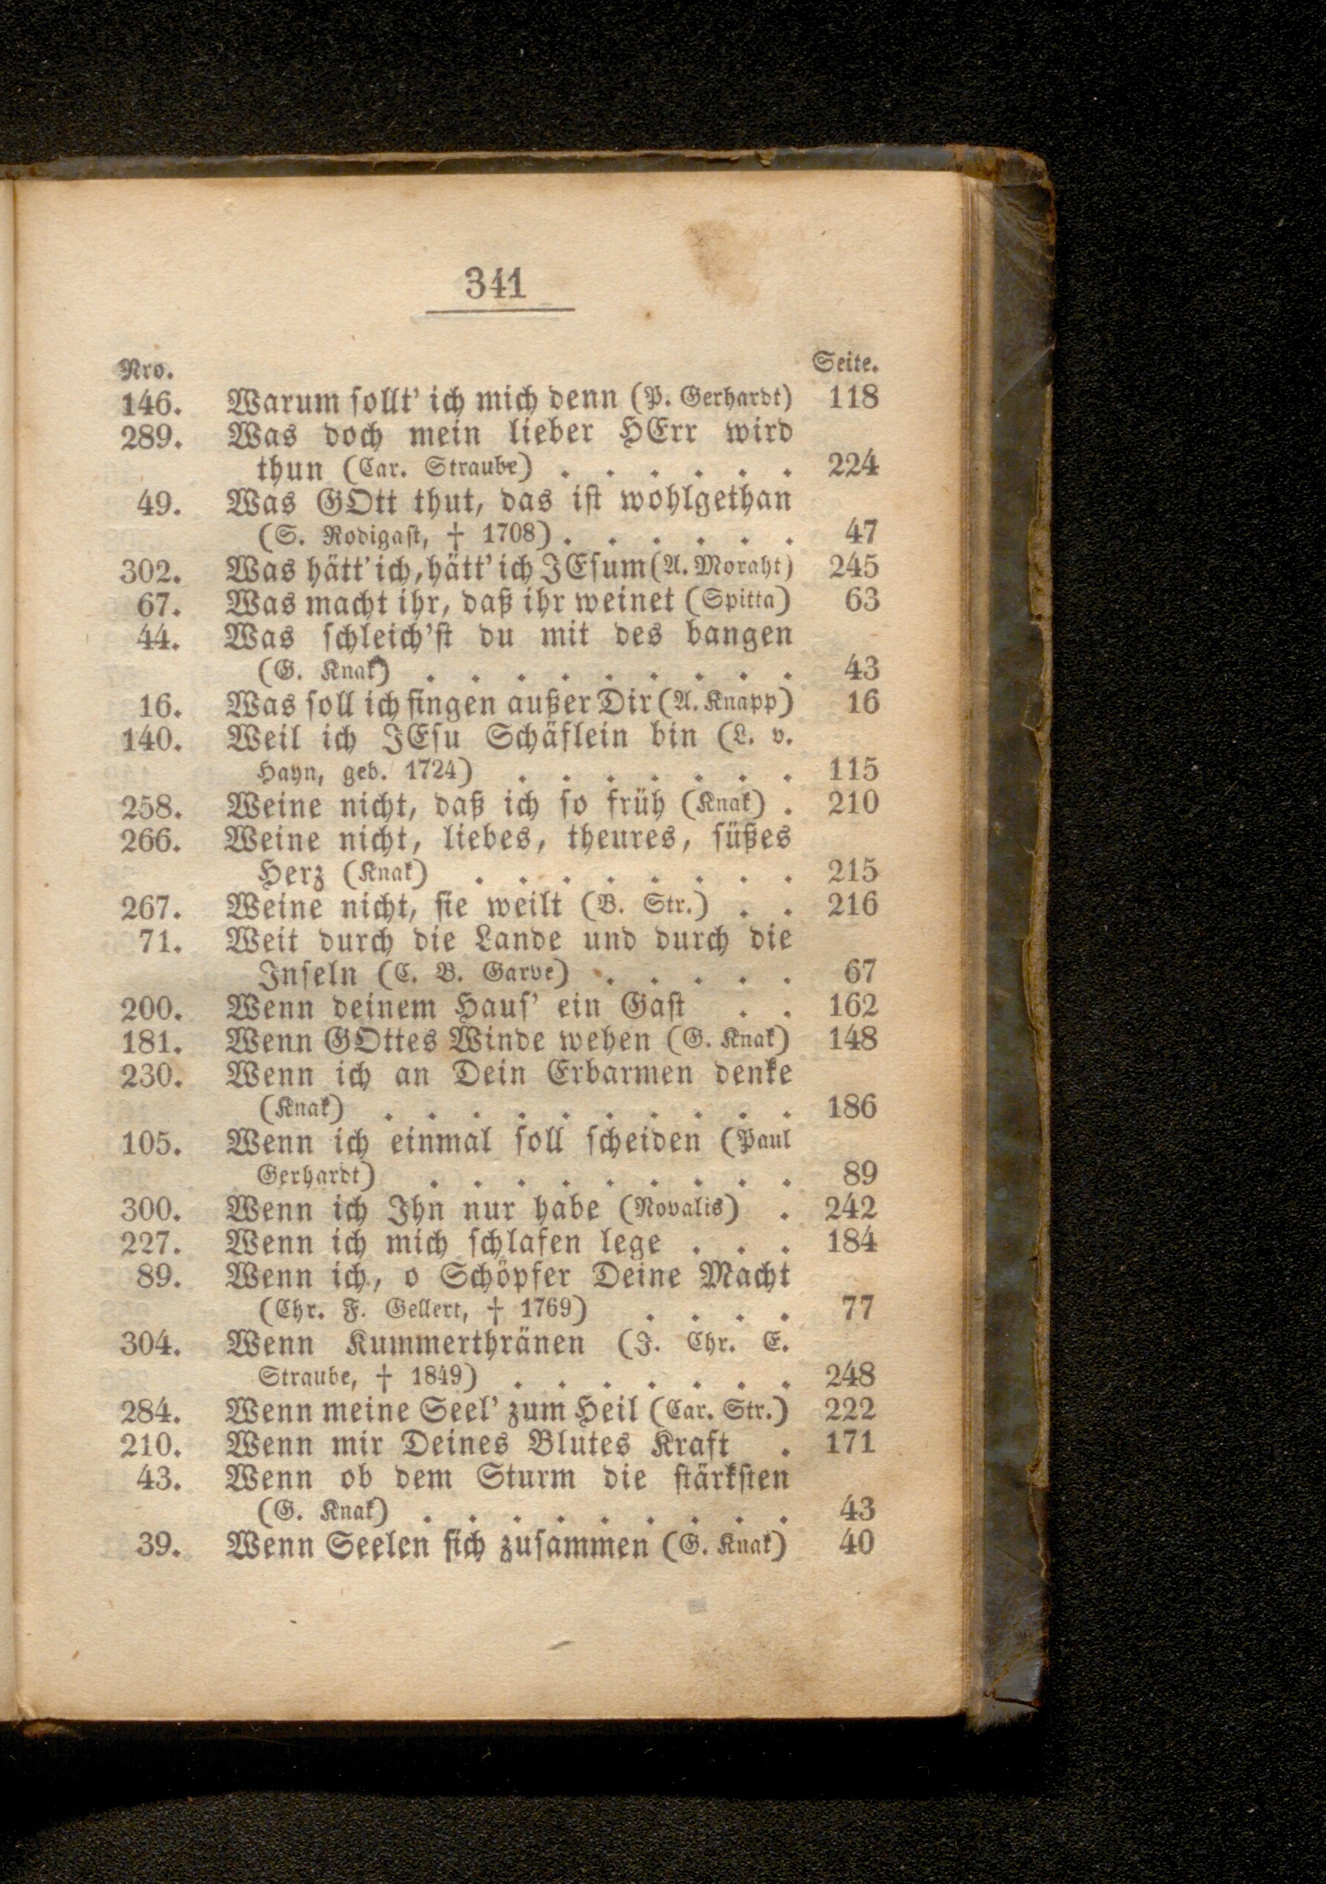 341
Nro. Seite.
146. Warum sollt' ich mich denn (P. Gerhardt) 118
289. Was doch mein lieber HErr wird
thun (Car. Straube) . . . . . . 224
49. Was GOtt thut, das ist wohlgethan
(S. Rodigast, † 1708) . . . . . . 47
302. Was hätt' ich, hätt' ich JEsum (A. Moraht) 245
67. Was macht ihr, daß ihr weinet (Spitta) 63
44. Was schleich'st du mit des bangen
(G. Knak) . . . . . . . . . 43
16. Was soll ich singen außer Dir (A. Knapp) 16
140. Weil ich JEsu Schäflein bin (L. v.
Hayn, geb. 1724) . . . . . . . 115
258. Weine nicht, daß ich so früh (Knak) . 210
266. Weine nicht, liebes, theures, süßes
Herz (Knak) . . . . . . . . 215
267. Weine nicht, sie weilt (B. Str.) . . 216
71. Weit durch die Lande und durch die
Inseln (C. B. Garve) . . . . . 67
200. Wenn deinem Haus' ein Gast . . 162
181. Wenn GOttes Winde wehen (G. Knak) 148
230. Wenn ich an Dein Erbarmen denke
(Knak) . . . . . . . . . . 186
105. Wenn ich einmal soll scheiden (Paul
Gerhardt) . . . . . . . . . 89
300. Wenn ich Ihn nur habe (Novalis) . 242
227. Wenn ich mich schlafen lege . . . 184
89. Wenn ich, o Schöpfer Deine Macht
(Chr. F. Gellert, † 1769) . . . . 77
304. Wenn Kummerthränen (J. Chr. E.
Straube, † 1849) . . . . . . . 248
284. Wenn meine Seel' zum Heil (Car. Str.) 222
210. Wenn mir Deines Blutes Kraft . 171
43. Wenn ob dem Sturm die stärksten
(G. Knak) . . . . . . . . . 43
39. Wenn Seelen sich zusammen (G. Knak) 40